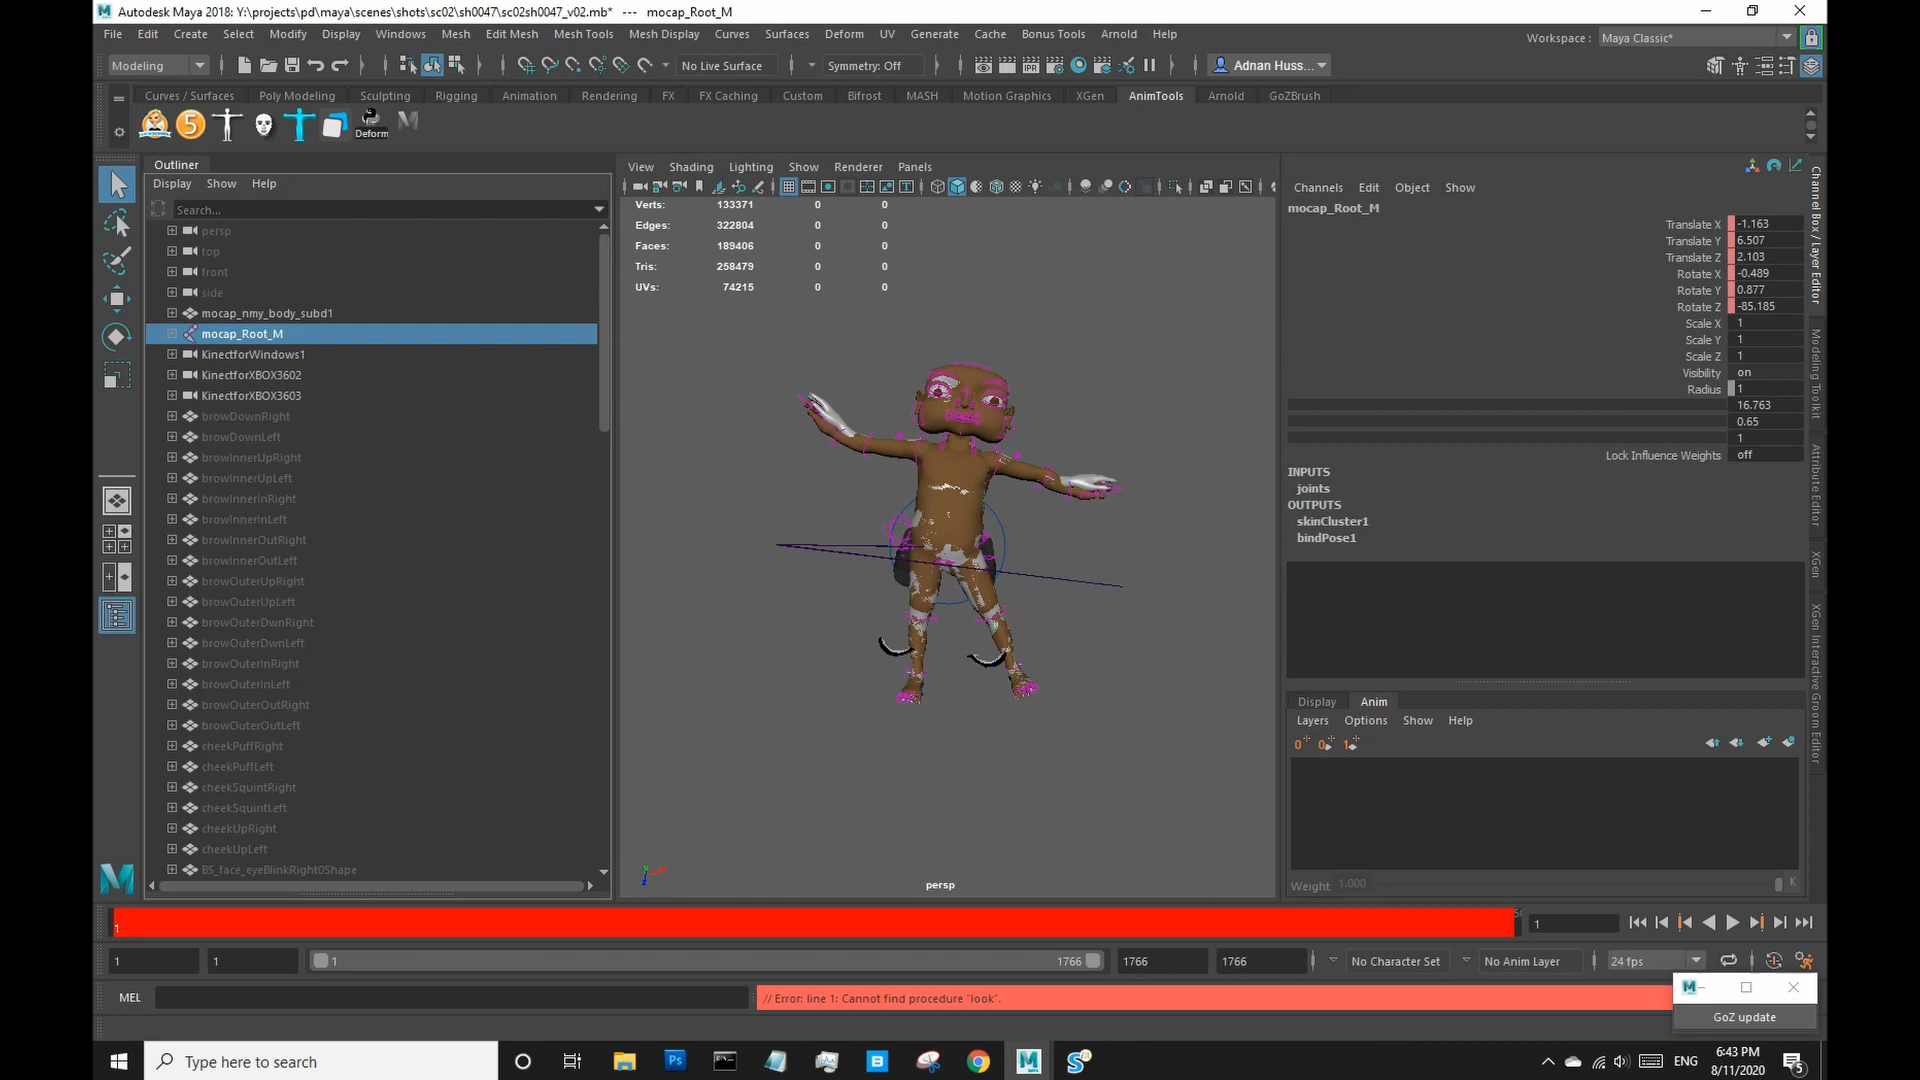 Autodesk Maya 2018: Y:\projects\pd\maya\scenes\shots\sc02\sh0047\sc02sh0047_v02.mb* --- mocap_Root_M
File Edit Create Select Modify Display Windows Mesh Edit Mesh Mesh Tools Mesh Display Curves Surfaces Deform UV Generate Cache Bonus Tools Arnold Help
Workspace : Maya Classic*
Modeling No Live Surface Symmetry: Off Adnan Huss...
Curves / Surfaces Poly Modeling Sculpting Rigging Animation Rendering FX FX Caching Custom Bifrost MASH Motion Graphics XGen AnimTools Arnold GoZBrush
5 Deform
Outliner
Display Show Help
Search...
persp
top
front
side
mocap_nmy_body_subd1
mocap_Root_M
KinectforWindows1
KinectforXBOX3602
KinectforXBOX3603
browDownRight
browDownLeft
browInnerUpRight
browInnerUpLeft
browInnerInRight
browInnerInLeft
browInnerOutRight
browInnerOutLeft
browOuterUpRight
browOuterUpLeft
browOuterDwnRight
browOuterDwnLeft
browOuterInRight
browOuterInLeft
browOuterOutRight
browOuterOutLeft
cheekPuffRight
cheekPuffLeft
cheekSquintRight
cheekSquintLeft
cheekUpRight
cheekUpLeft
BS_face_eyeBlinkRight0Shape
View Shading Lighting Show Renderer Panels
Verts: 133371 0 0
Edges: 322804 0 0
Faces: 189406 0 0
Tris: 258479 0 0
UVs: 74215 0 0
persp
Channels Edit Object Show
mocap_Root_M
Translate X -1.163
Translate Y 6.507
Translate Z 2.103
Rotate X -0.489
Rotate Y 0.877
Rotate Z -85.185
Scale X 1
Scale Y 1
Scale Z 1
Visibility on
Radius 1
16.763
0.65
1
Lock Influence Weights off
INPUTS
joints
OUTPUTS
skinCluster1
bindPose1
Display Anim
Layers Options Show Help
Weight 1.000 K
Channel Box / Layer Editor
Modeling Toolkit
Attribute Editor
XGen
XGen Interactive Groom Editor
1 1
1 1 1 1766 1766 1766 No Character Set No Anim Layer 24 fps
MEL // Error: line 1: Cannot find procedure "look".
GoZ update
Type here to search
ENG 6:43 PM
8/11/2020
5